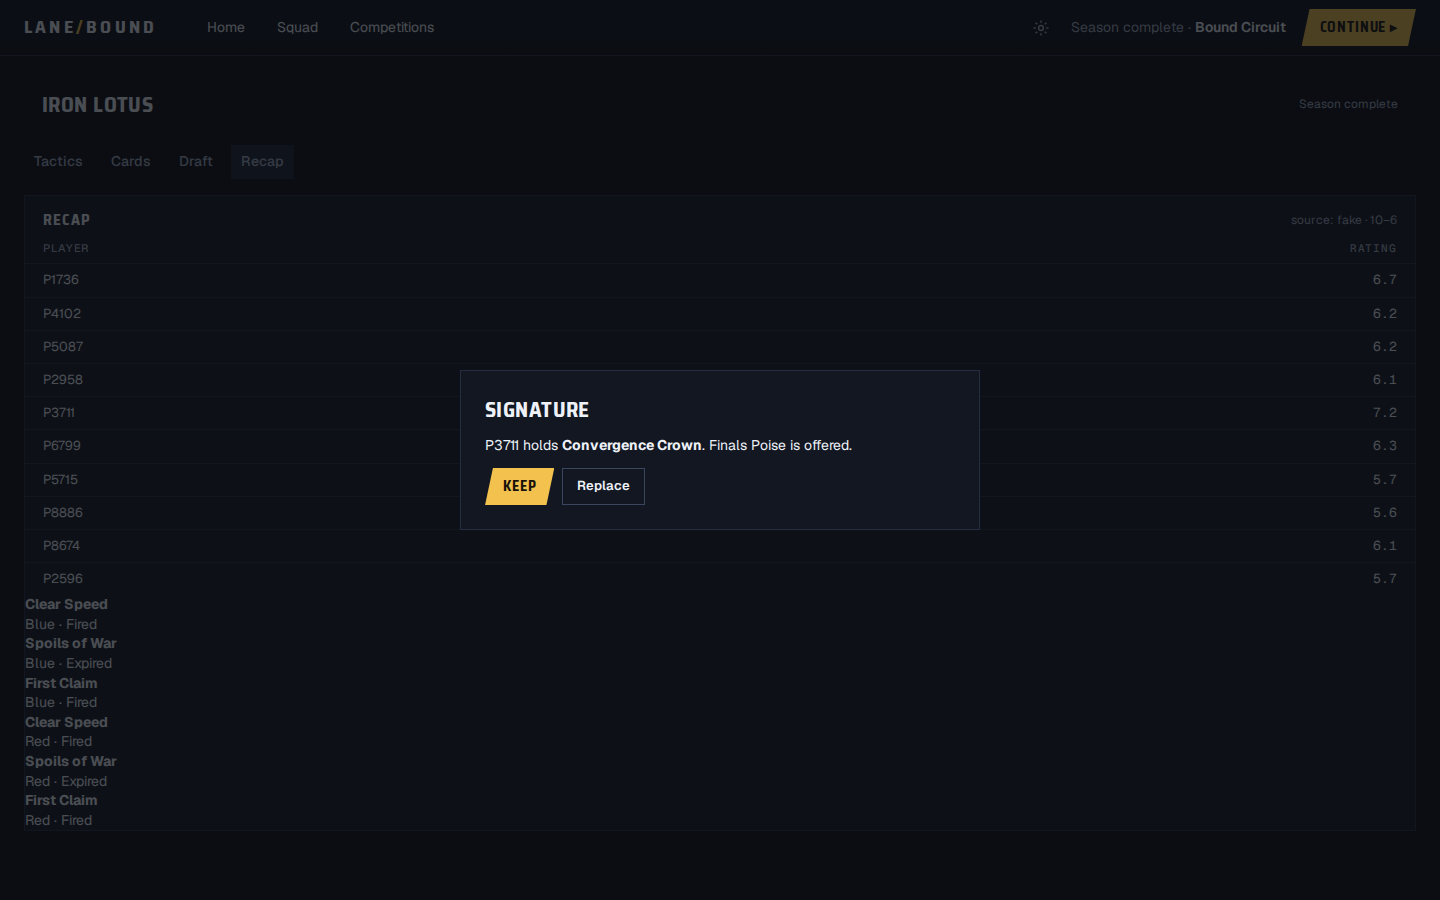 LANE/BOUND Home Squad Competitions Season complete · Bound Circuit CONTINUE ▸
IRON LOTUS Season complete
Tactics Cards Draft Recap
RECAP source: fake · 10–6
PLAYER RATING
P1736 6.7
P4102 6.2
P5087 6.2
P2958 6.1
P3711 7.2
P6799 6.3
P5715 5.7
P8886 5.6
P8674 6.1
P2596 5.7
SIGNATURE
P3711 holds Convergence Crown. Finals Poise is offered.
KEEP Replace
Clear Speed
Blue · Fired
Spoils of War
Blue · Expired
First Claim
Blue · Fired
Clear Speed
Red · Fired
Spoils of War
Red · Expired
First Claim
Red · Fired